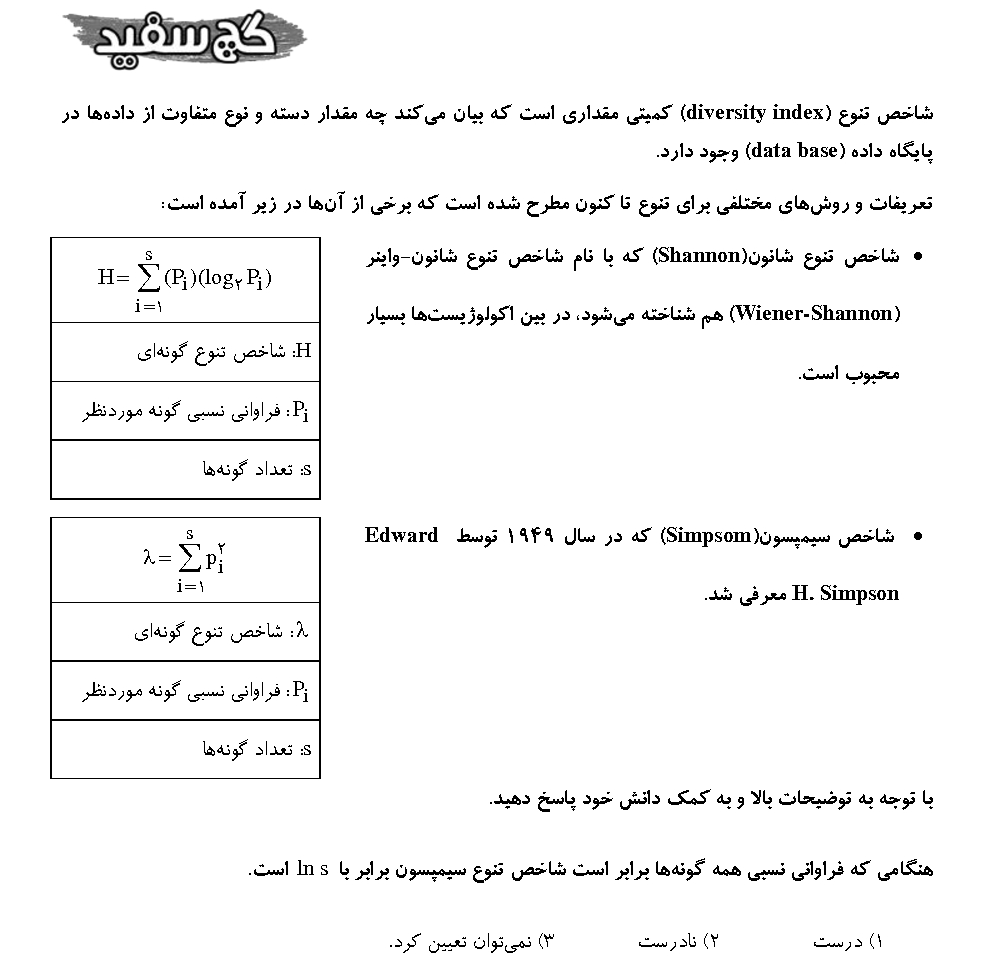 گچ سفید
شاخص تنوع (diversity index) کمیتی مقداری است که بیان می‌کند چه مقدار دسته و نوع متفاوت از داده‌ها در
پایگاه داده (data base) وجود دارد.
تعریفات و روش‌های مختلفی برای تنوع تا کنون مطرح شده است که برخی از آن‌ها در زیر آمده است:
• شاخص تنوع شانون(Shannon) که با نام شاخص تنوع شانون-واینر
(Wiener-Shannon) هم شناخته می‌شود، در بین اکولوژیست‌ها بسیار
محبوب است.
H= ∑_{i=۱}^{s} (P_i)(log_۲ P_i)
H: شاخص تنوع گونه‌ای
P_i: فراوانی نسبی گونه موردنظر
s: تعداد گونه‌ها
• شاخص سیمپسون(Simpsom) که در سال ۱۹۴۹ توسط Edward
H. Simpson معرفی شد.
λ= ∑_{i=۱}^{s} p_i^۲
λ: شاخص تنوع گونه‌ای
P_i: فراوانی نسبی گونه موردنظر
s: تعداد گونه‌ها
با توجه به توضیحات بالا و به کمک دانش خود پاسخ دهید.
هنگامی که فراوانی نسبی همه گونه‌ها برابر است شاخص تنوع سیمپسون برابر با ln s است.
۱) درست ۲) نادرست ۳) نمی‌توان تعیین کرد.